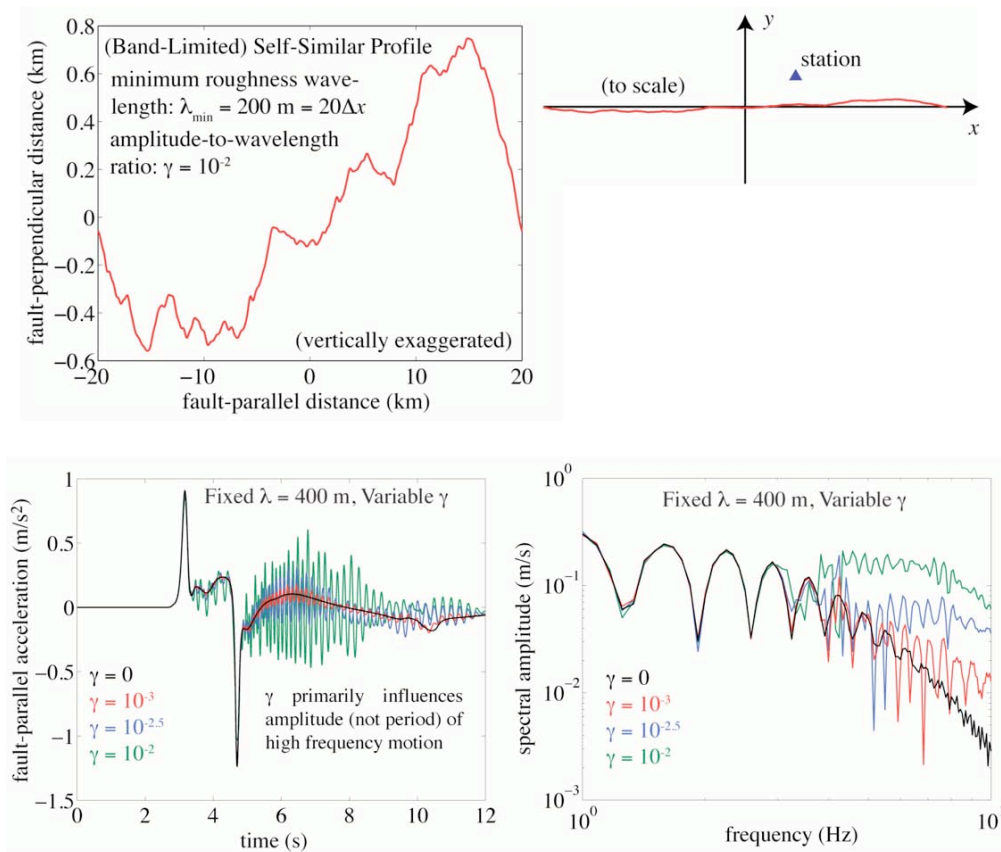 (Band-Limited) Self-Similar Profile
minimum roughness wave-
length: λmin = 200 m = 20Δx
amplitude-to-wavelength
ratio: γ = 10⁻²
(vertically exaggerated)
fault-perpendicular distance (km)
0.8
0.6
0.4
0.2
0
−0.2
−0.4
−0.6
−20
−10
0
10
20
fault-parallel distance (km)
y
station
(to scale)
x
Fixed λ = 400 m, Variable γ
fault-parallel acceleration (m/s²)
1
0.5
0
−0.5
−1
−1.5
γ = 0
γ = 10⁻³
γ = 10⁻²·⁵
γ = 10⁻²
γ primarily influences
amplitude (not period) of
high frequency motion
0 2 4 6 8 10 12
time (s)
Fixed λ = 400 m, Variable γ
spectral amplitude (m/s)
10⁰
10⁻¹
10⁻²
10⁻³
γ = 0
γ = 10⁻³
γ = 10⁻²·⁵
γ = 10⁻²
10⁰
10
frequency (Hz)